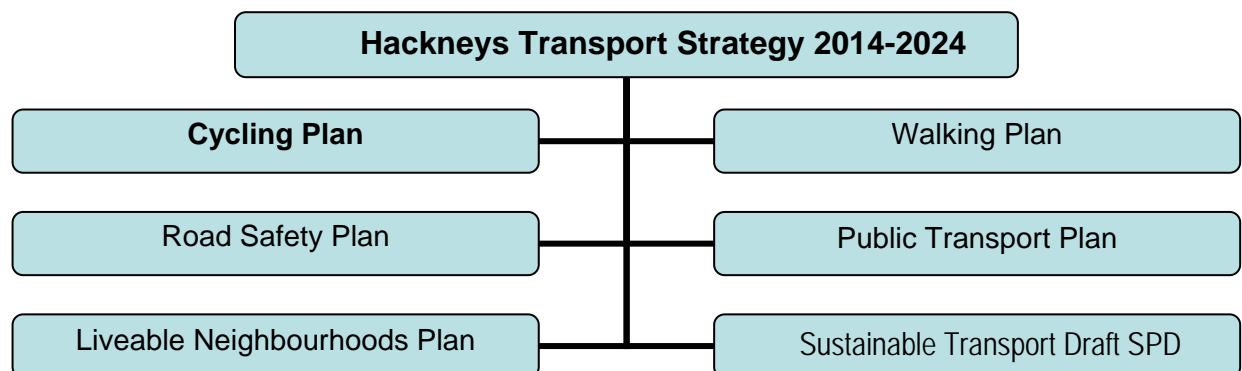 Hackneys Transport Strategy 2014-2024
Cycling Plan
Walking Plan
Road Safety Plan
Public Transport Plan
Liveable Neighbourhoods Plan
Sustainable Transport Draft SPD